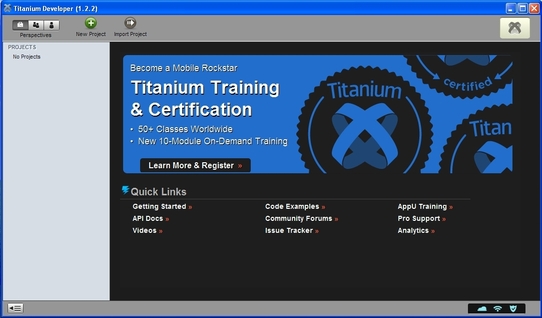 Titanium Developer (1.2.2)
Perspectives
New Project
Import Project
PROJECTS
No Projects
Become a Mobile Rockstar
Titanium Training
& Certification
• 50+ Classes Worldwide
• New 10-Module On-Demand Training
Learn More & Register »
Titanium
certified
Titan
Quick Links
Getting Started »
Code Examples »
AppU Training »
API Docs »
Community Forums »
Pro Support »
Videos »
Issue Tracker »
Analytics »